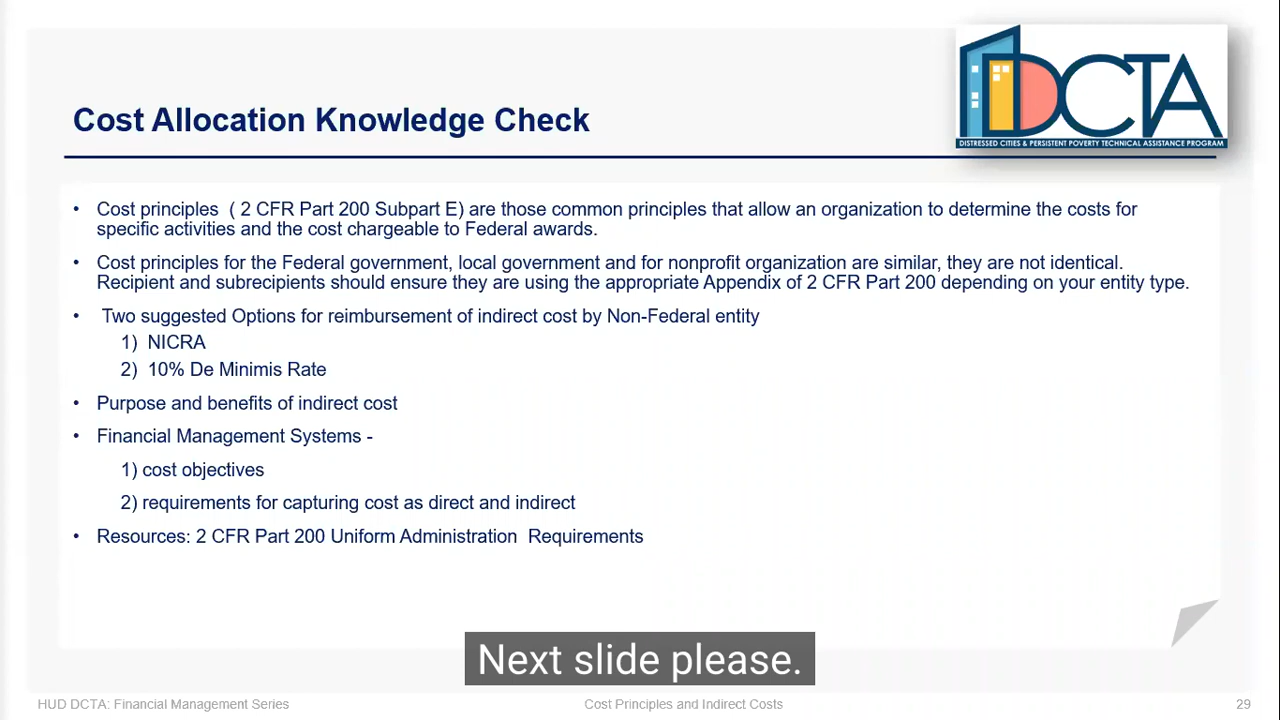 DCTA
DISTRESSED CITIES & PERSISTENT POVERTY TECHNICAL ASSISTANCE PROGRAM
Cost Allocation Knowledge Check
• Cost principles ( 2 CFR Part 200 Subpart E) are those common principles that allow an organization to determine the costs for
specific activities and the cost chargeable to Federal awards.
• Cost principles for the Federal government, local government and for nonprofit organization are similar, they are not identical.
Recipient and subrecipients should ensure they are using the appropriate Appendix of 2 CFR Part 200 depending on your entity type.
• Two suggested Options for reimbursement of indirect cost by Non-Federal entity
1) NICRA
2) 10% De Minimis Rate
• Purpose and benefits of indirect cost
• Financial Management Systems -
1) cost objectives
2) requirements for capturing cost as direct and indirect
• Resources: 2 CFR Part 200 Uniform Administration Requirements
Next slide please.
HUD DCTA: Financial Management Series
Cost Principles and Indirect Costs
29